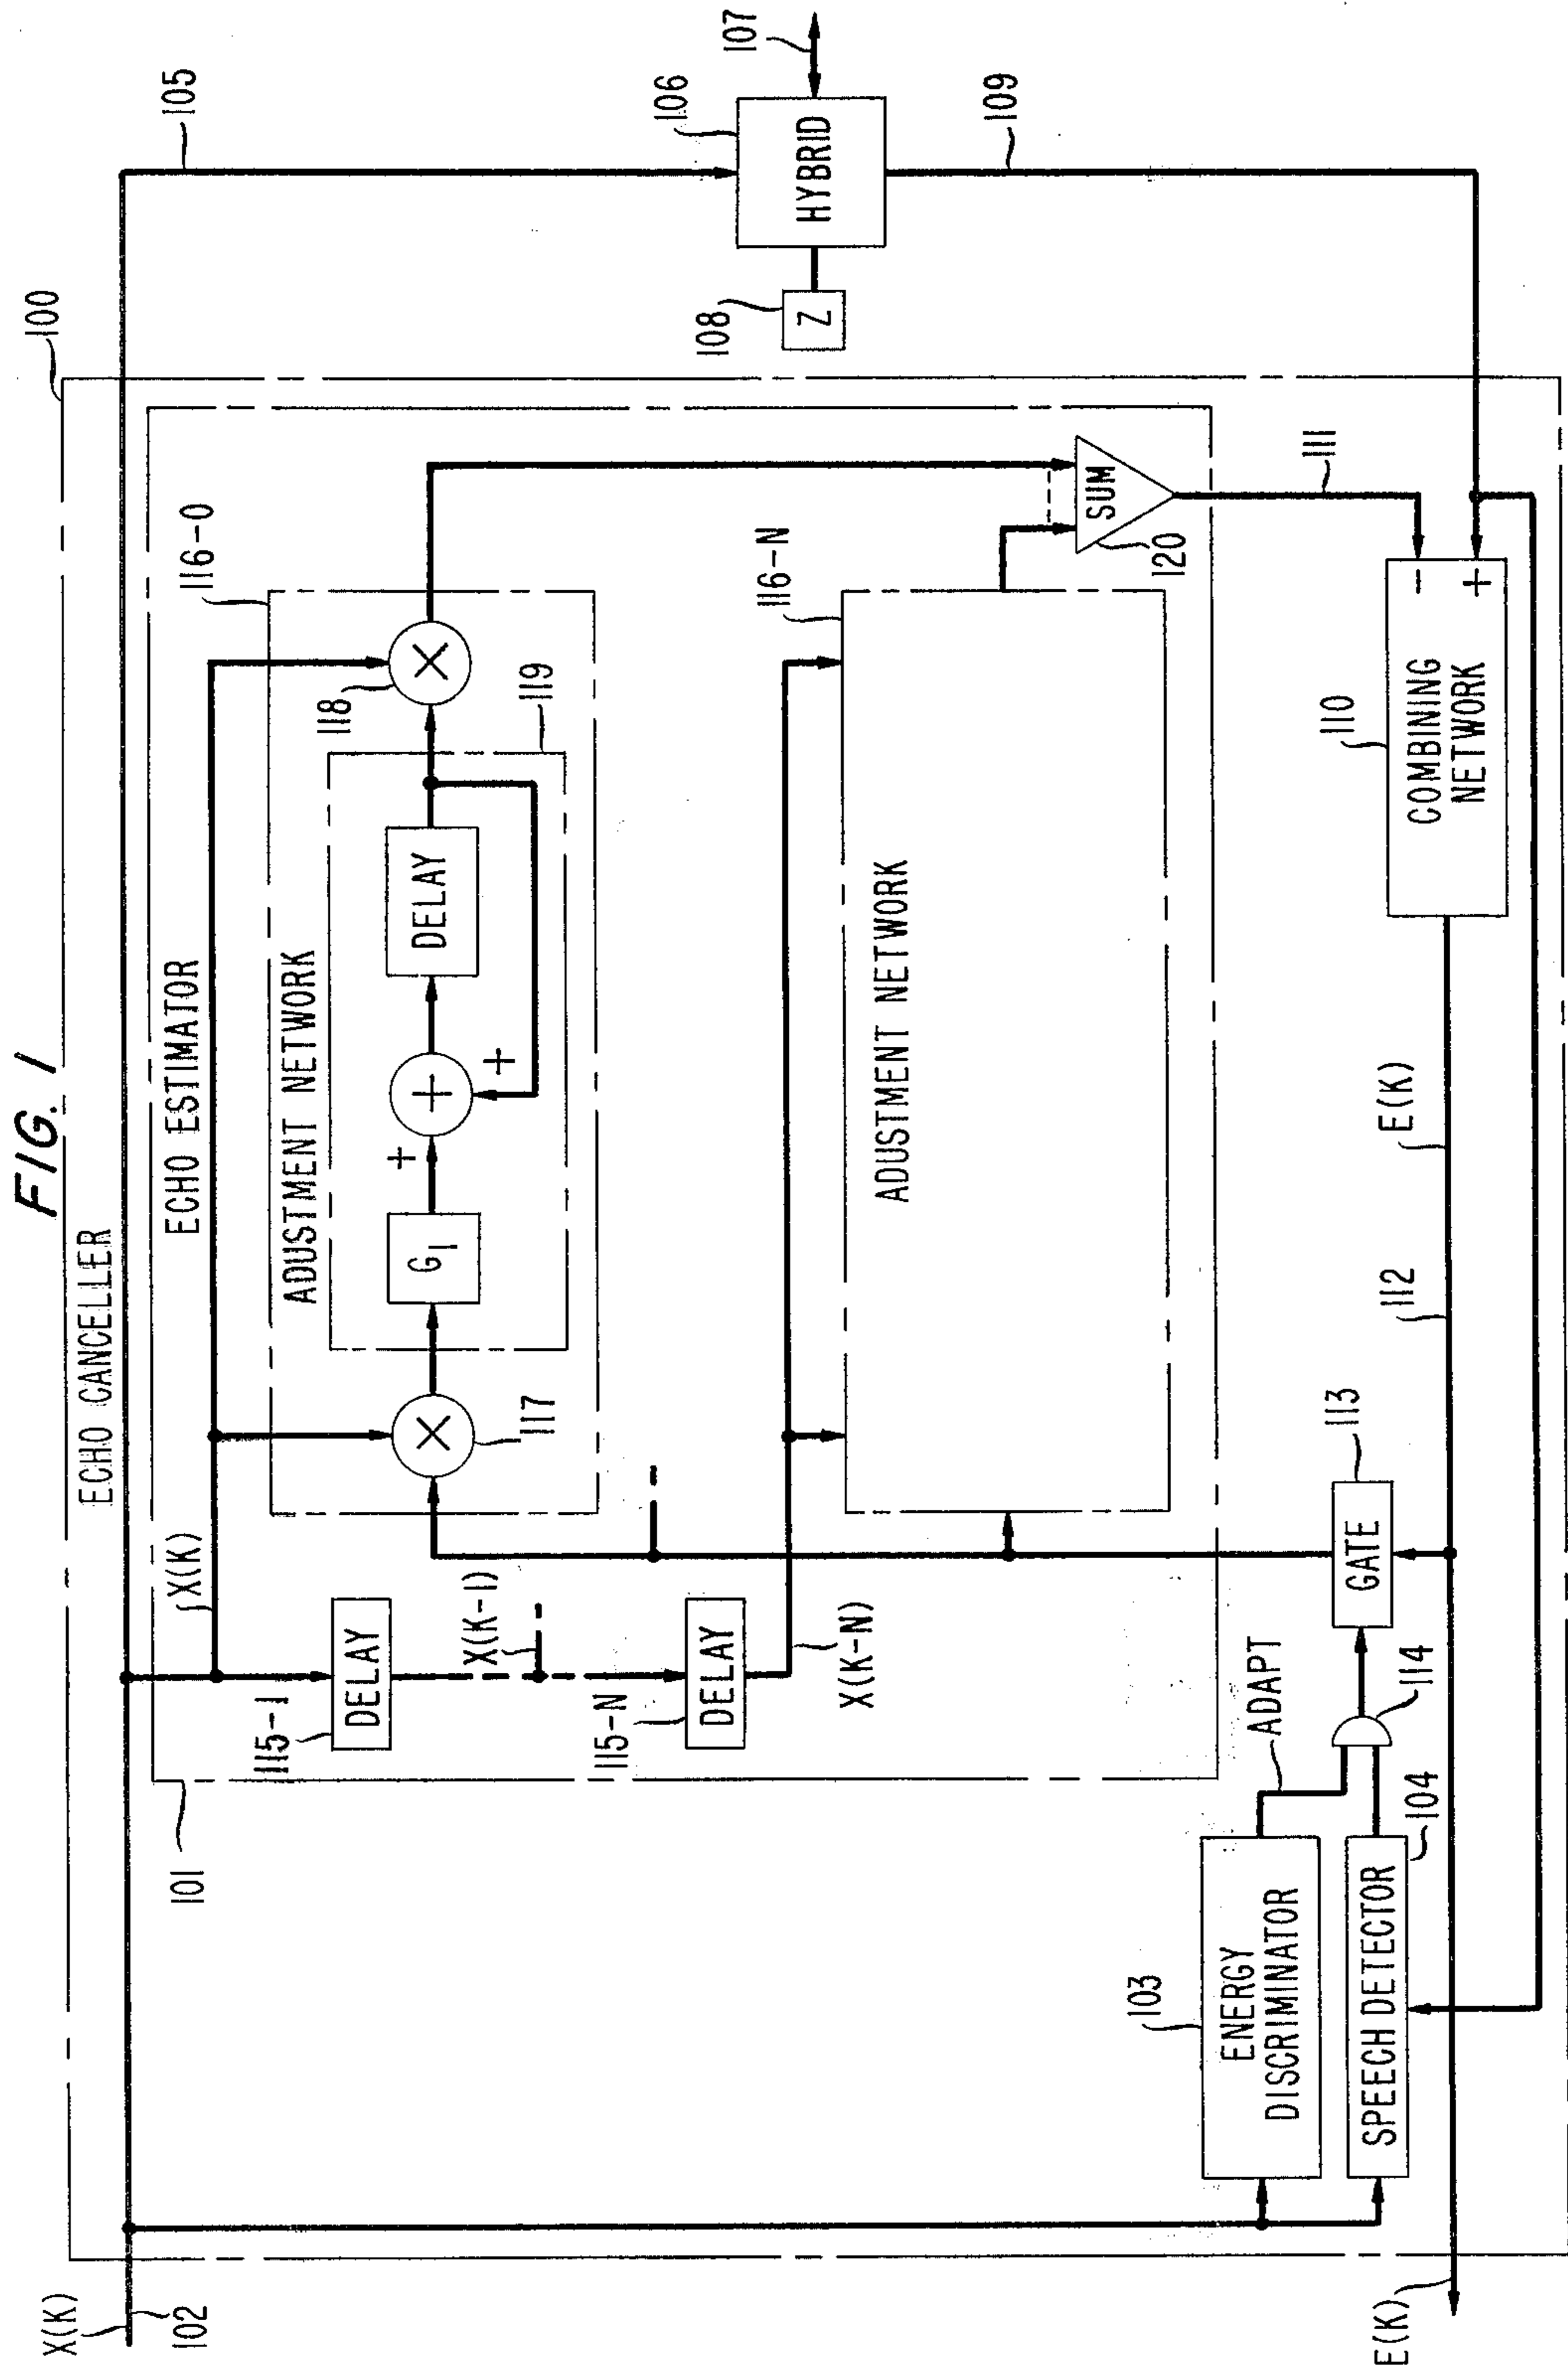 FIG. 1
100
ECHO CANCELLER
X(K)
102
105
101
ECHO ESTIMATOR
X(K)
115-1
DELAY
X(K-1)
115-N
DELAY
X(K-N)
116-0
ADUSTMENT NETWORK
117
G1
+
+
DELAY
118
119
116-N
ADUSTMENT NETWORK
SUM
120
111
106
HYBRID
107
108
Z
109
103
ENERGY
DISCRIMINATOR
ADAPT
104
SPEECH DETECTOR
114
113
GATE
112
E(K)
110
COMBINING
NETWORK
-
+
E(K)